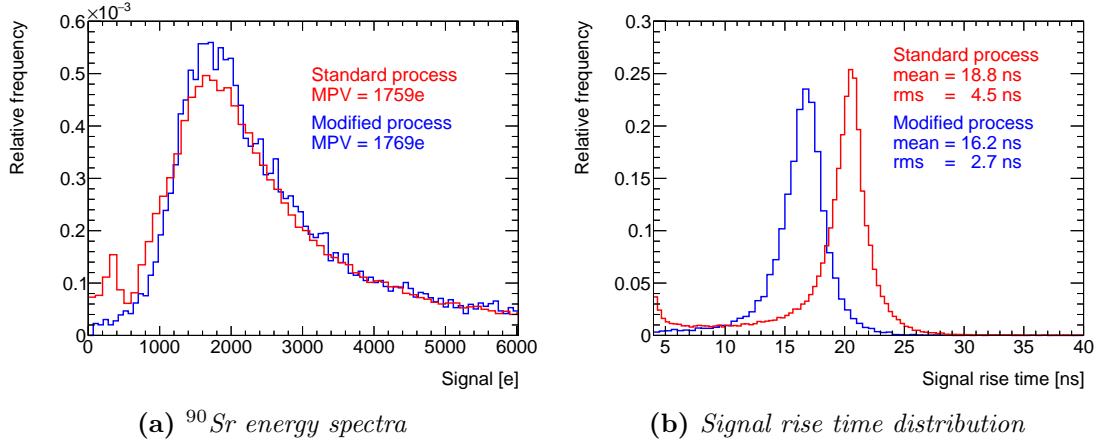 0.6
×10⁻³
0.5
0.4
0.3
0.2
0.1
0
Relative frequency
Standard process
MPV = 1759e
Modified process
MPV = 1769e
0 1000 2000 3000 4000 5000 6000
Signal [e]
(a) ⁹⁰Sr energy spectra
0.3
0.25
0.2
0.15
0.1
0.05
0
Relative frequency
Standard process
mean = 18.8 ns
rms = 4.5 ns
Modified process
mean = 16.2 ns
rms = 2.7 ns
5 10 15 20 25 30 35 40
Signal rise time [ns]
(b) Signal rise time distribution